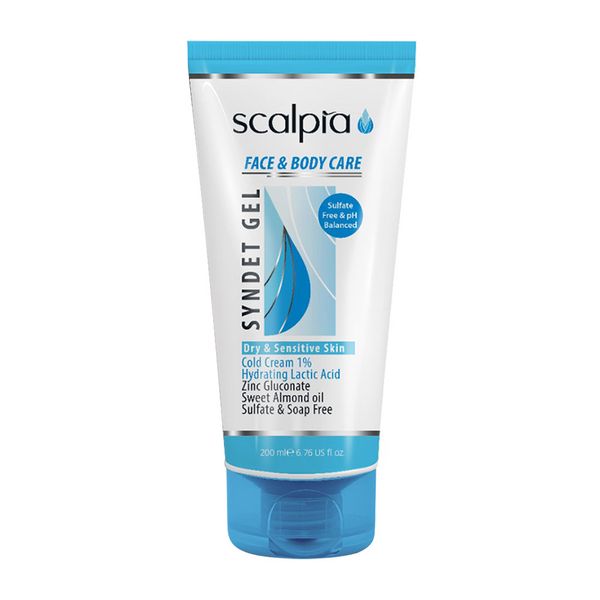 scalpia
FACE & BODY CARE
SYNDET GEL
Sulfate
Free & pH
Balanced
Dry & Sensitive Skin
Cold Cream 1%
Hydrating Lactic Acid
Zinc Gluconate
Sweet Almond oil
Sulfate & Soap Free
200 ml℮ 6.76 US fl.oz.